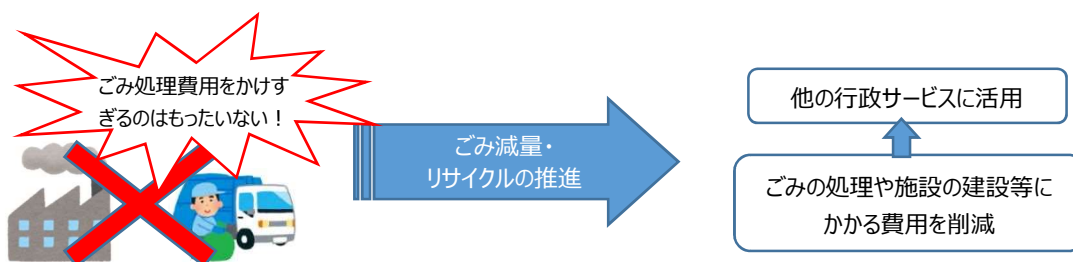 ごみ処理費用をかけす
ぎるのはもったいない！
ごみ減量・
リサイクルの推進
他の行政サービスに活用
ごみの処理や施設の建設等に
かかる費用を削減